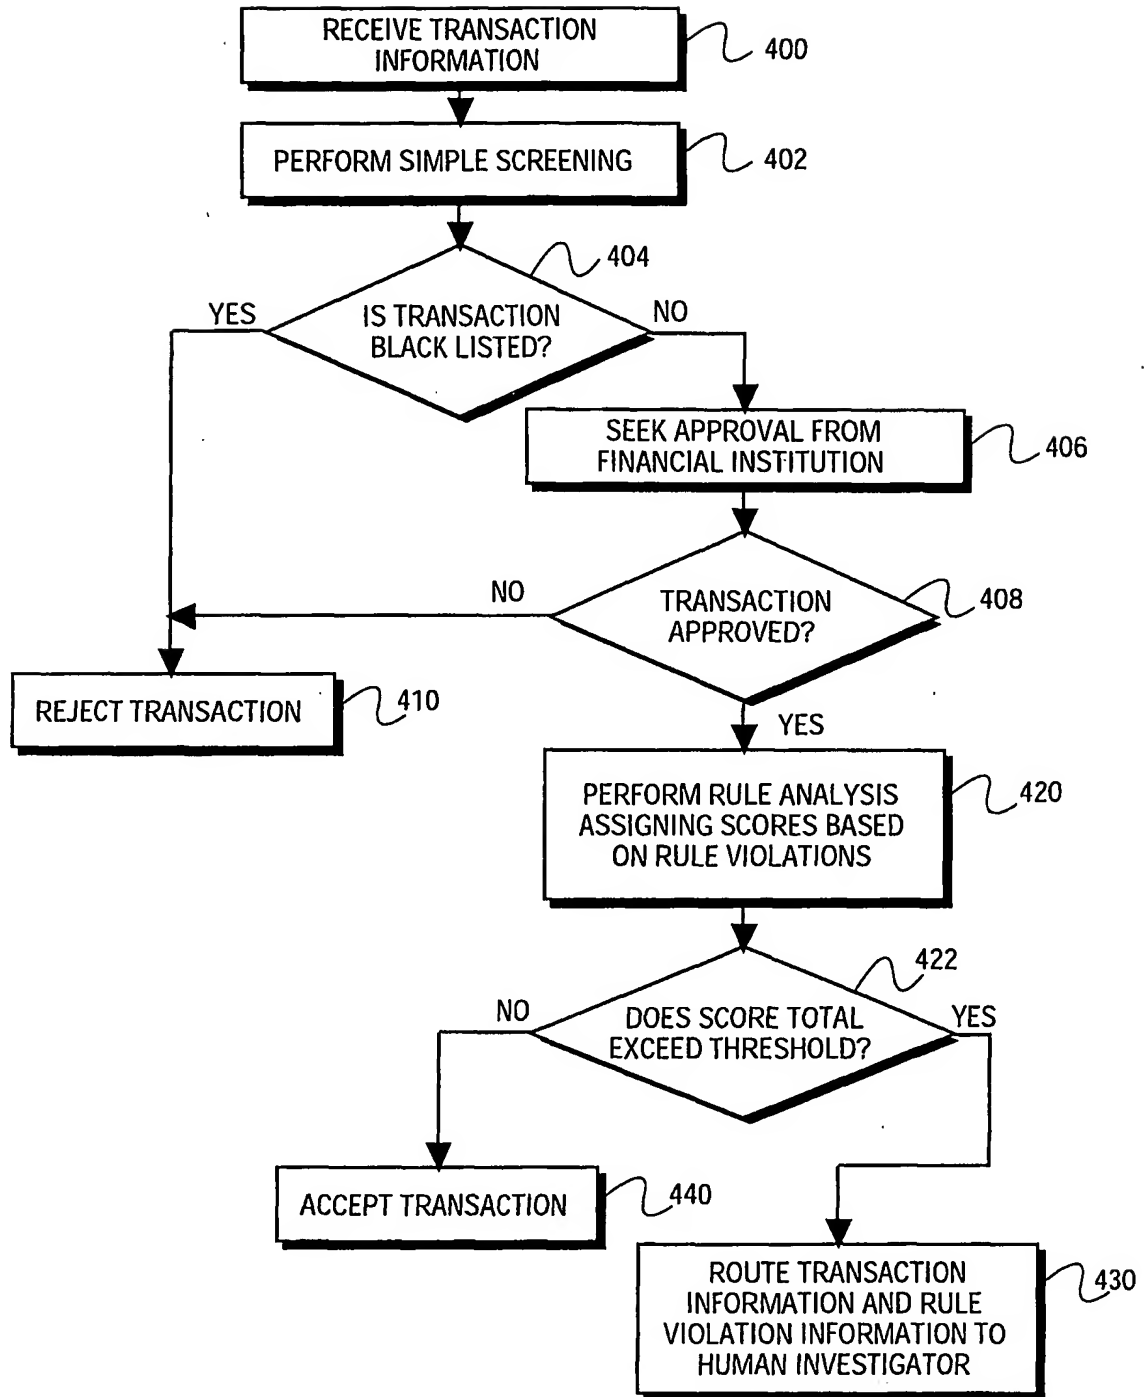 RECEIVE TRANSACTION
INFORMATION
400
PERFORM SIMPLE SCREENING
402
404
YES
IS TRANSACTION
BLACK LISTED?
NO
SEEK APPROVAL FROM
FINANCIAL INSTITUTION
406
NO
TRANSACTION
APPROVED?
408
REJECT TRANSACTION
410
YES
PERFORM RULE ANALYSIS
ASSIGNING SCORES BASED
ON RULE VIOLATIONS
420
422
NO
DOES SCORE TOTAL
EXCEED THRESHOLD?
YES
ACCEPT TRANSACTION
440
ROUTE TRANSACTION
INFORMATION AND RULE
VIOLATION INFORMATION TO
HUMAN INVESTIGATOR
430